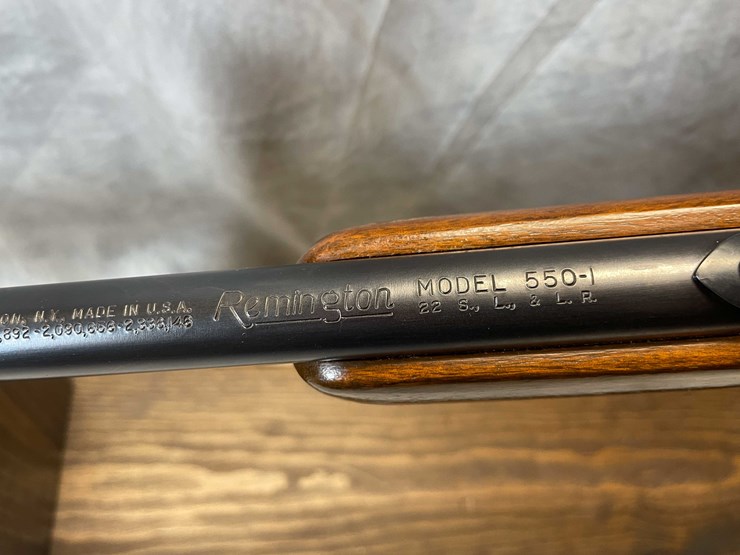 N.Y. MADE IN U.S.A.
Remington
MODEL 550-1
22 S., L., & L. R.